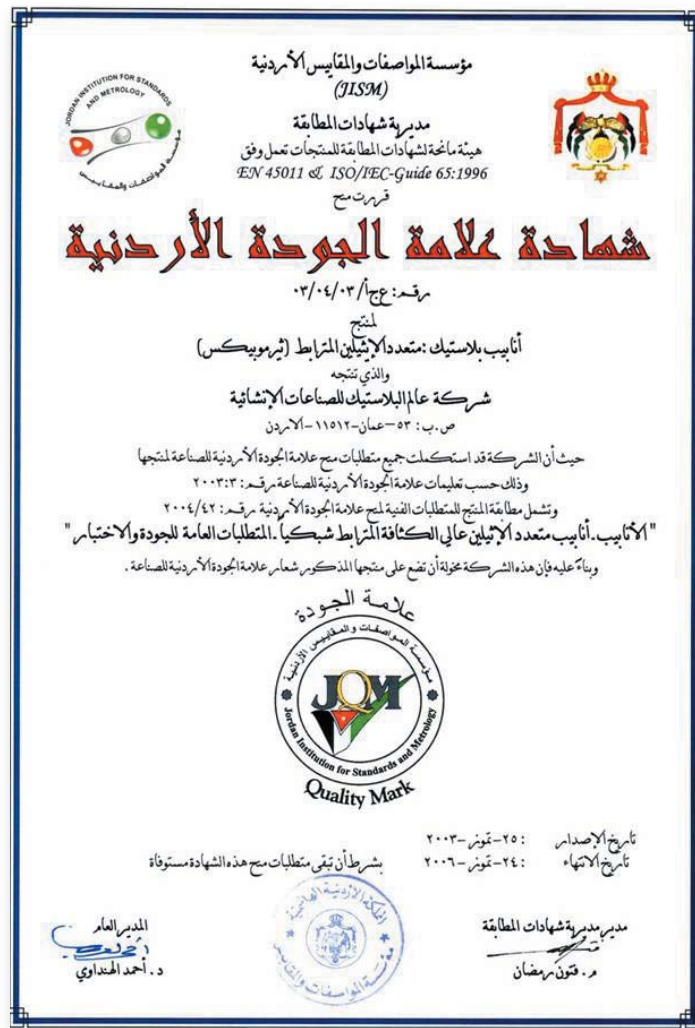 مؤسسة المواصفات والمقاييس الأردنية
(JISM)
JORDAN INSTITUTION FOR STANDARDS AND METROLOGY
مؤسسة المواصفات والمقاييس
مديرية شهادات المطابقة
هيئة مانحة لشهادات المطابقة للمنتجات تعمل وفق
EN 45011 & ISO/IEC-Guide 65:1996
قررت منح
شهادة علامة الجودة الأردنية
رقم: ع ج أ/٠٣/٠٤/٠٣
لمنتج
أنابيب بلاستيك: متعدد الإيثيلين المترابط (ثيرموبيكس)
والذي تنتجه
شركة عالم البلاستيك للصناعات الإنشائية
ص.ب: ٥٣-عمان-١١٥١٢-الاردن
حيث أن الشركة قد استكملت جميع متطلبات منح علامة الجودة الأردنية للصناعة لمنتجها
وذلك حسب تعليمات علامة الجودة الأردنية للصناعة رقم: ٢٠٠٣:٣
وتشمل مطابقة المنتج للمتطلبات الفنية لمنح علامة الجودة الأردنية رقم: ٢٠٠٤/٤٢
" الأنابيب. أنابيب متعدد الإثيلين عالي الكثافة المترابط شبكياً. المتطلبات العامة للجودة والاختبار "
وبناءً عليه فإن هذه الشركة مخولة أن تضع على منتجها المذكور شعار علامة الجودة الأردنية للصناعة.
علامة الجودة
مؤسسة المواصفات والمقاييس الأردنية
JQM
Jordan Institution for Standards and Metrology
Quality Mark
تاريخ الإصدار : ٢٥-تموز-٢٠٠٣
تاريخ الانتهاء : ٢٤-تموز-٢٠٠٦ بشرط أن تبقى متطلبات منح هذه الشهادة مستوفاة
المملكة الأردنية الهاشمية
مؤسسة المواصفات والمقاييس
مدير مديرية شهادات المطابقة
م. فتون رمضان
المدير العام
د. أحمد الهنداوي